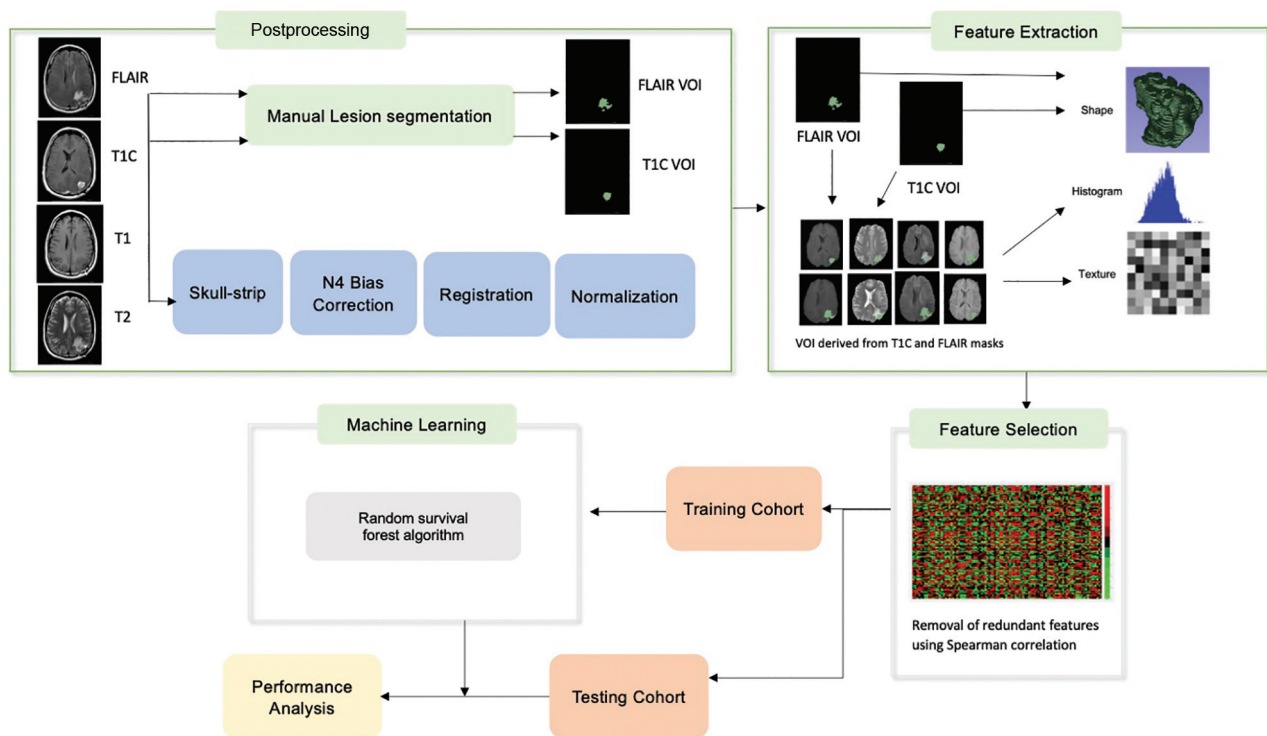 Postprocessing
FLAIR
T1C
T1
T2
Manual Lesion segmentation
FLAIR VOI
T1C VOI
Skull-strip
N4 Bias
Correction
Registration
Normalization
Feature Extraction
FLAIR VOI
T1C VOI
Shape
Histogram
Texture
VOI derived from T1C and FLAIR masks
Machine Learning
Random survival
forest algorithm
Training Cohort
Feature Selection
Removal of redundant features
using Spearman correlation
Performance
Analysis
Testing Cohort